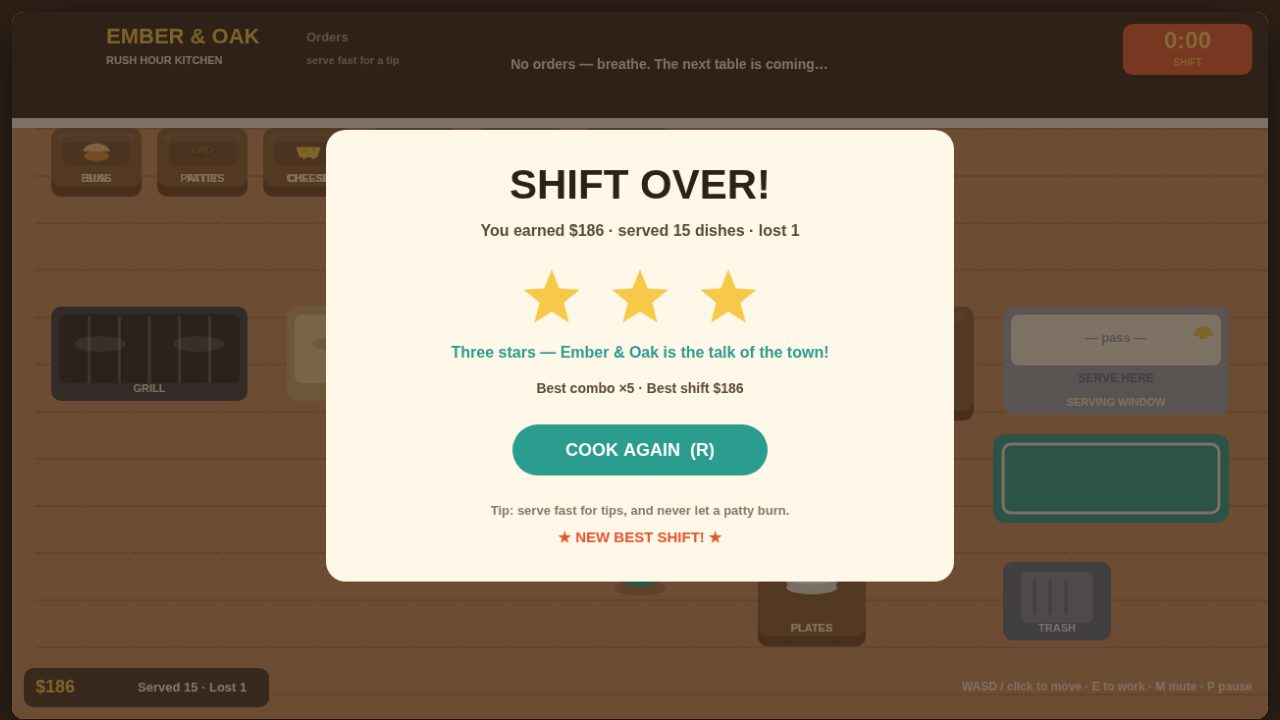 EMBER & OAK
RUSH HOUR KITCHEN
Orders
serve fast for a tip
No orders — breathe. The next table is coming…
0:00
SHIFT
BUNS
CHEESE
SHIFT OVER!
You earned $186 · served 15 dishes · lost 1
Three stars — Ember & Oak is the talk of the town!
Best combo ×5 · Best shift $186
COOK AGAIN (R)
Tip: serve fast for tips, and never let a patty burn.
★ NEW BEST SHIFT! ★
GRILL
— pass —
SERVE HERE
SERVING WINDOW
PLATES
TRASH
$186
Served 15 · Lost 1
WASD / click to move · E to work · M mute · P pause